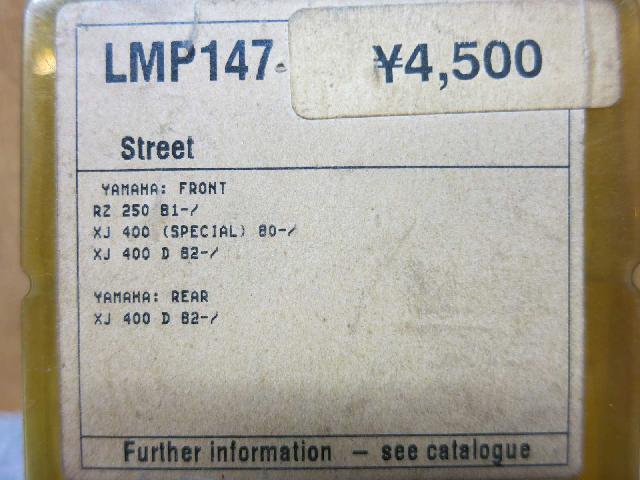 LMP147-
¥4,500
Street
YAMAHA: FRONT
RZ 250 81-/
XJ 400 (SPECIAL) 80-/
XJ 400 D 82-/
YAMAHA: REAR
XJ 400 D 82-/
Further information – see catalogue